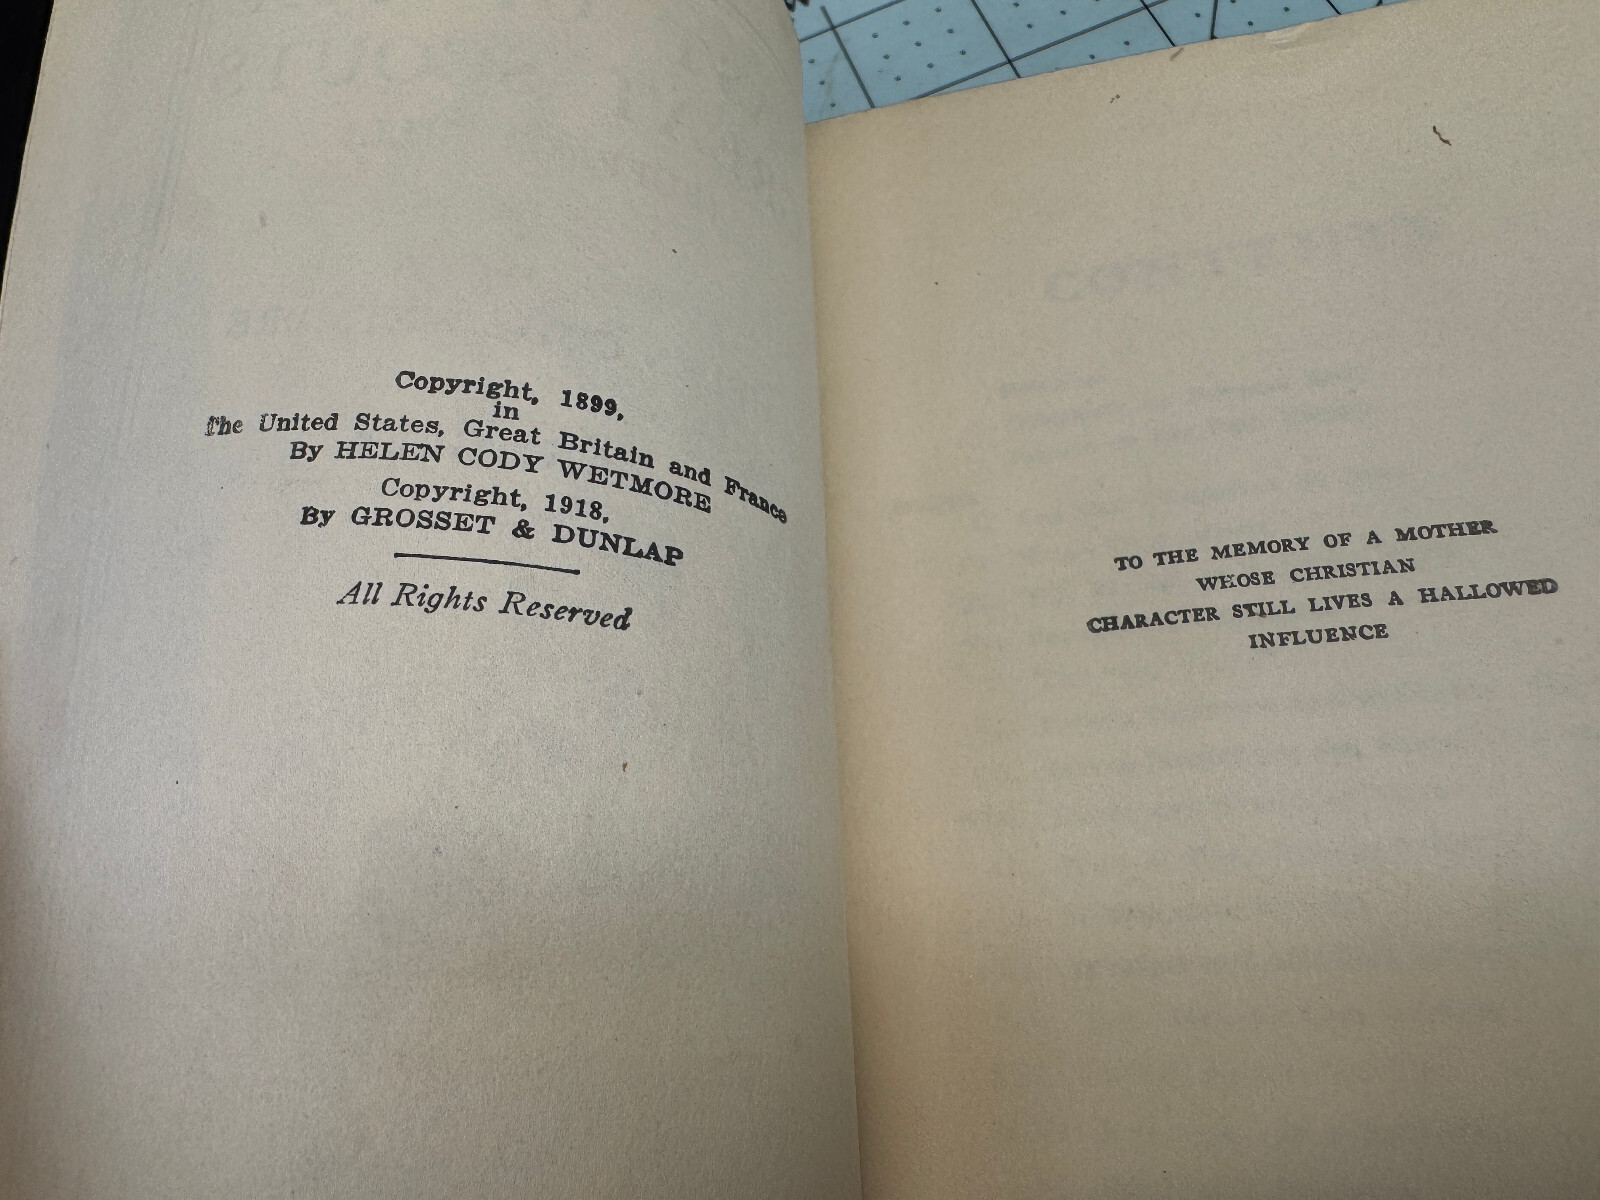 Copyright, 1899,
in
The United States, Great Britain and France
By HELEN CODY WETMORE
Copyright, 1918,
By GROSSET & DUNLAP
All Rights Reserved
TO THE MEMORY OF A MOTHER
WHOSE CHRISTIAN
CHARACTER STILL LIVES A HALLOWED
INFLUENCE